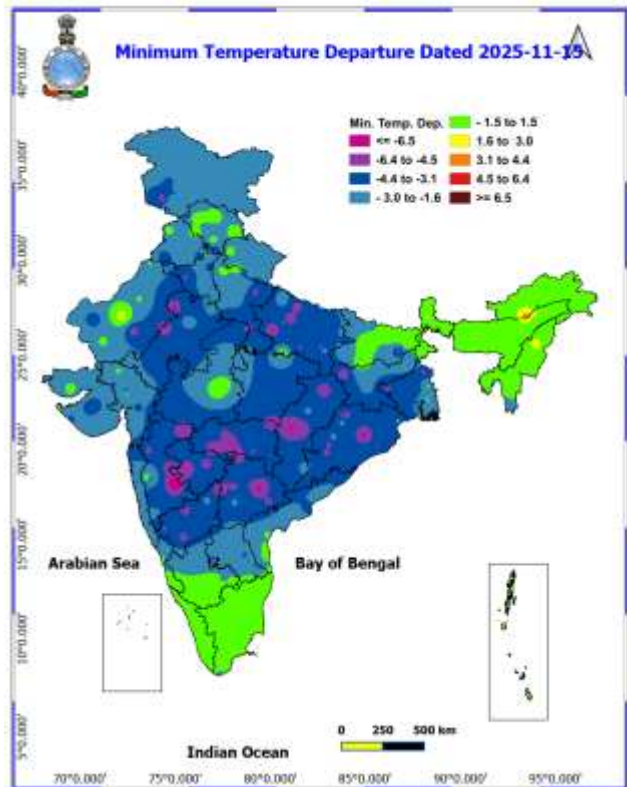 Minimum Temperature Departure Dated 2025-11-15
Min. Temp. Dep.
<= -6.5
-6.4 to -4.5
-4.4 to -3.1
- 3.0 to -1.6
- 1.5 to 1.5
1.6 to 3.0
3.1 to 4.4
4.5 to 6.4
>= 6.5
40°0.000'
35°0.000'
30°0.000'
25°0.000'
20°0.000'
15°0.000'
10°0.000'
5°0.000'
Arabian Sea
Bay of Bengal
0 250 500 km
Indian Ocean
70°0.000' 75°0.000' 80°0.000' 85°0.000' 90°0.000' 95°0.000'